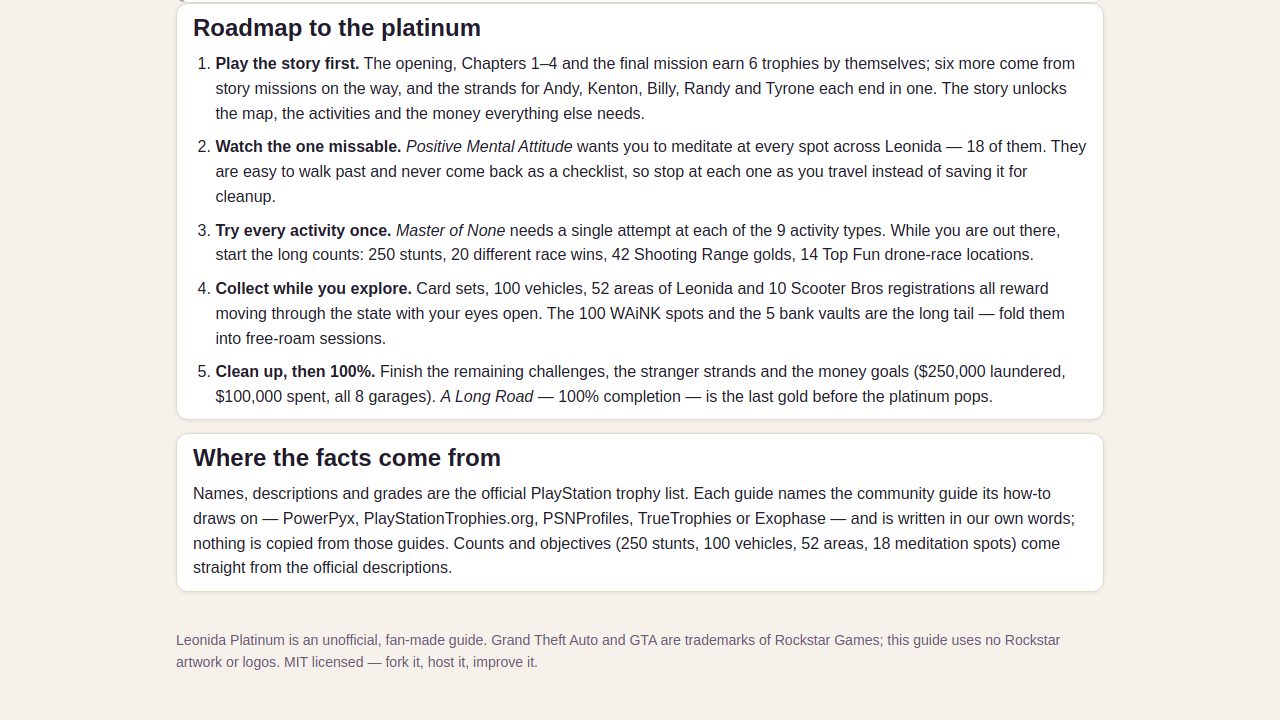 Roadmap to the platinum
1. Play the story first. The opening, Chapters 1–4 and the final mission earn 6 trophies by themselves; six more come from
story missions on the way, and the strands for Andy, Kenton, Billy, Randy and Tyrone each end in one. The story unlocks
the map, the activities and the money everything else needs.
2. Watch the one missable. Positive Mental Attitude wants you to meditate at every spot across Leonida — 18 of them. They
are easy to walk past and never come back as a checklist, so stop at each one as you travel instead of saving it for
cleanup.
3. Try every activity once. Master of None needs a single attempt at each of the 9 activity types. While you are out there,
start the long counts: 250 stunts, 20 different race wins, 42 Shooting Range golds, 14 Top Fun drone-race locations.
4. Collect while you explore. Card sets, 100 vehicles, 52 areas of Leonida and 10 Scooter Bros registrations all reward
moving through the state with your eyes open. The 100 WAiNK spots and the 5 bank vaults are the long tail — fold them
into free-roam sessions.
5. Clean up, then 100%. Finish the remaining challenges, the stranger strands and the money goals ($250,000 laundered,
$100,000 spent, all 8 garages). A Long Road — 100% completion — is the last gold before the platinum pops.
Where the facts come from
Names, descriptions and grades are the official PlayStation trophy list. Each guide names the community guide its how-to
draws on — PowerPyx, PlayStationTrophies.org, PSNProfiles, TrueTrophies or Exophase — and is written in our own words;
nothing is copied from those guides. Counts and objectives (250 stunts, 100 vehicles, 52 areas, 18 meditation spots) come
straight from the official descriptions.
Leonida Platinum is an unofficial, fan-made guide. Grand Theft Auto and GTA are trademarks of Rockstar Games; this guide uses no Rockstar
artwork or logos. MIT licensed — fork it, host it, improve it.